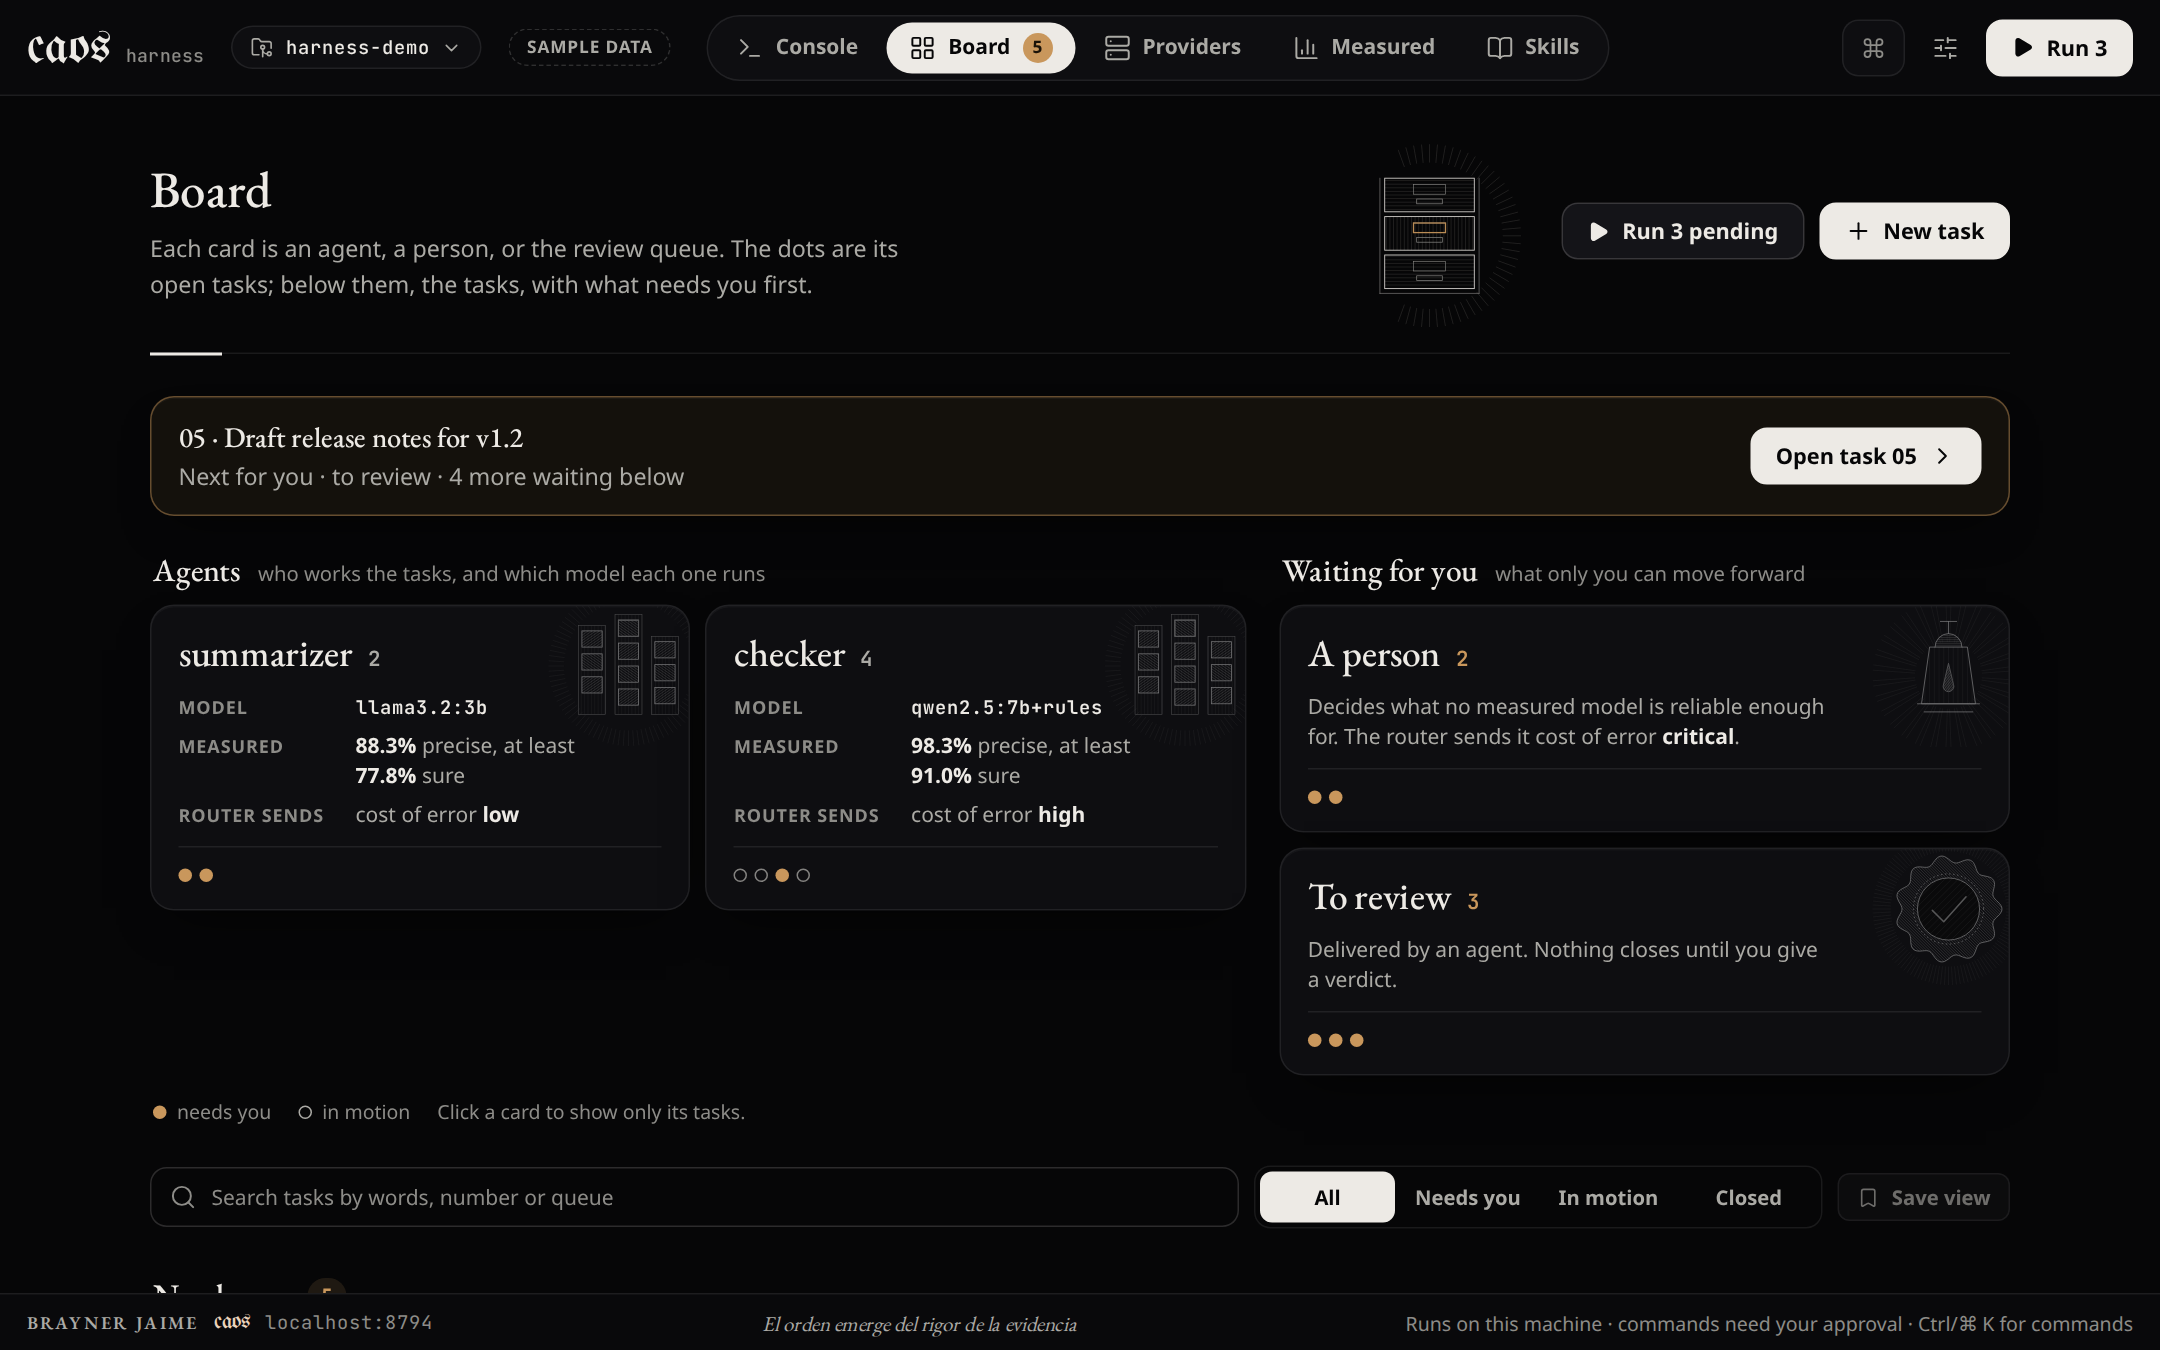 caos harness
harness-demo
SAMPLE DATA
Console
Board 5
Providers
Measured
Skills
⌘
Run 3
Board
Each card is an agent, a person, or the review queue. The dots are its
open tasks; below them, the tasks, with what needs you first.
Run 3 pending
New task
05 · Draft release notes for v1.2
Next for you · to review · 4 more waiting below
Open task 05
Agents who works the tasks, and which model each one runs
summarizer 2
MODEL llama3.2:3b
MEASURED 88.3% precise, at least
77.8% sure
ROUTER SENDS cost of error low
checker 4
MODEL qwen2.5:7b+rules
MEASURED 98.3% precise, at least
91.0% sure
ROUTER SENDS cost of error high
Waiting for you what only you can move forward
A person 2
Decides what no measured model is reliable enough
for. The router sends it cost of error critical.
To review 3
Delivered by an agent. Nothing closes until you give
a verdict.
needs you in motion Click a card to show only its tasks.
Search tasks by words, number or queue
All
Needs you
In motion
Closed
Save view
BRAYNER JAIME caos localhost:8794
El orden emerge del rigor de la evidencia
Runs on this machine · commands need your approval · Ctrl/⌘ K for commands